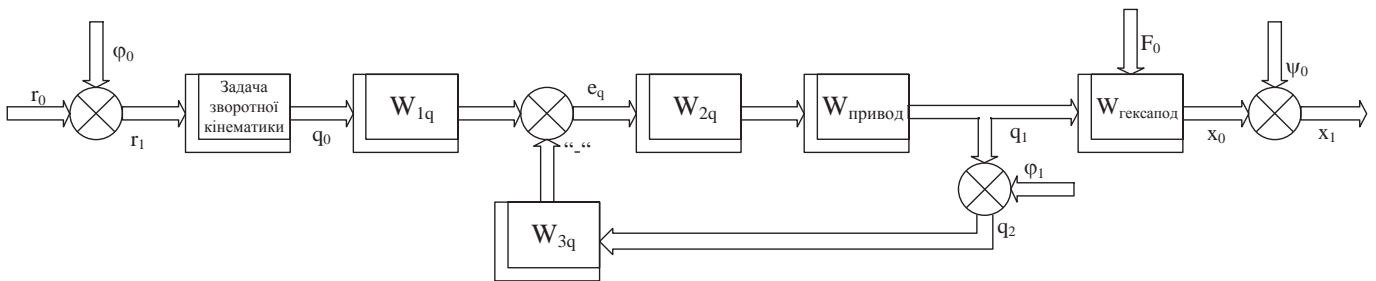 φ₀
F₀
ψ₀
r₀
r₁
Задача
зворотної
кінематики
q₀
W₁q
e_q
W₂q
Wпривод
q₁
Wгексапод
x₀
x₁
“-“
φ₁
W₃q
q₂